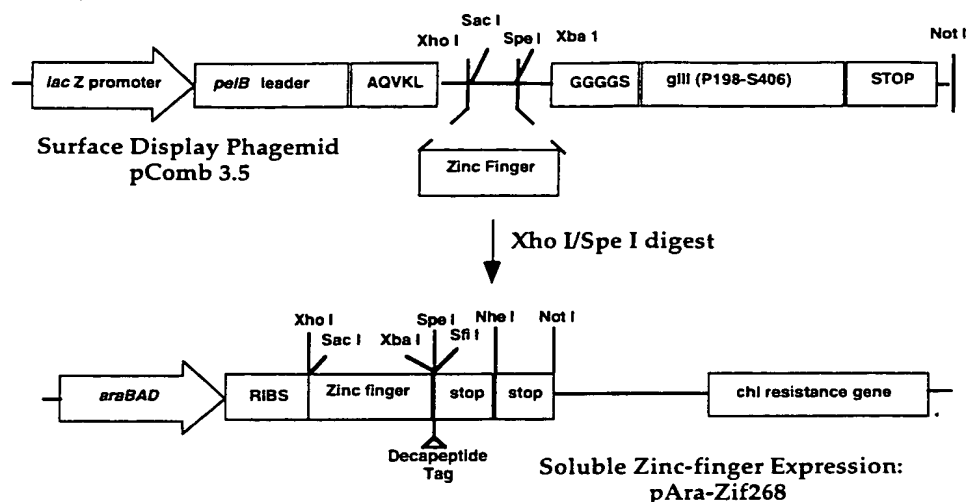 Sac I
Not I
Xho I
Spe I
Xba 1
lac Z promoter
pelB leader
AQVKL
GGGGS
gIII (P198-S406)
STOP
Surface Display Phagemid
pComb 3.5
Zinc Finger
Xho I/Spe I digest
Xho I
Spe I
Nhe I
Not I
Sac I
Xba I
Sfi I
araBAD
RIBS
Zinc finger
stop
stop
chl resistance gene
Decapeptide
Tag
Soluble Zinc-finger Expression:
pAra-Zif268